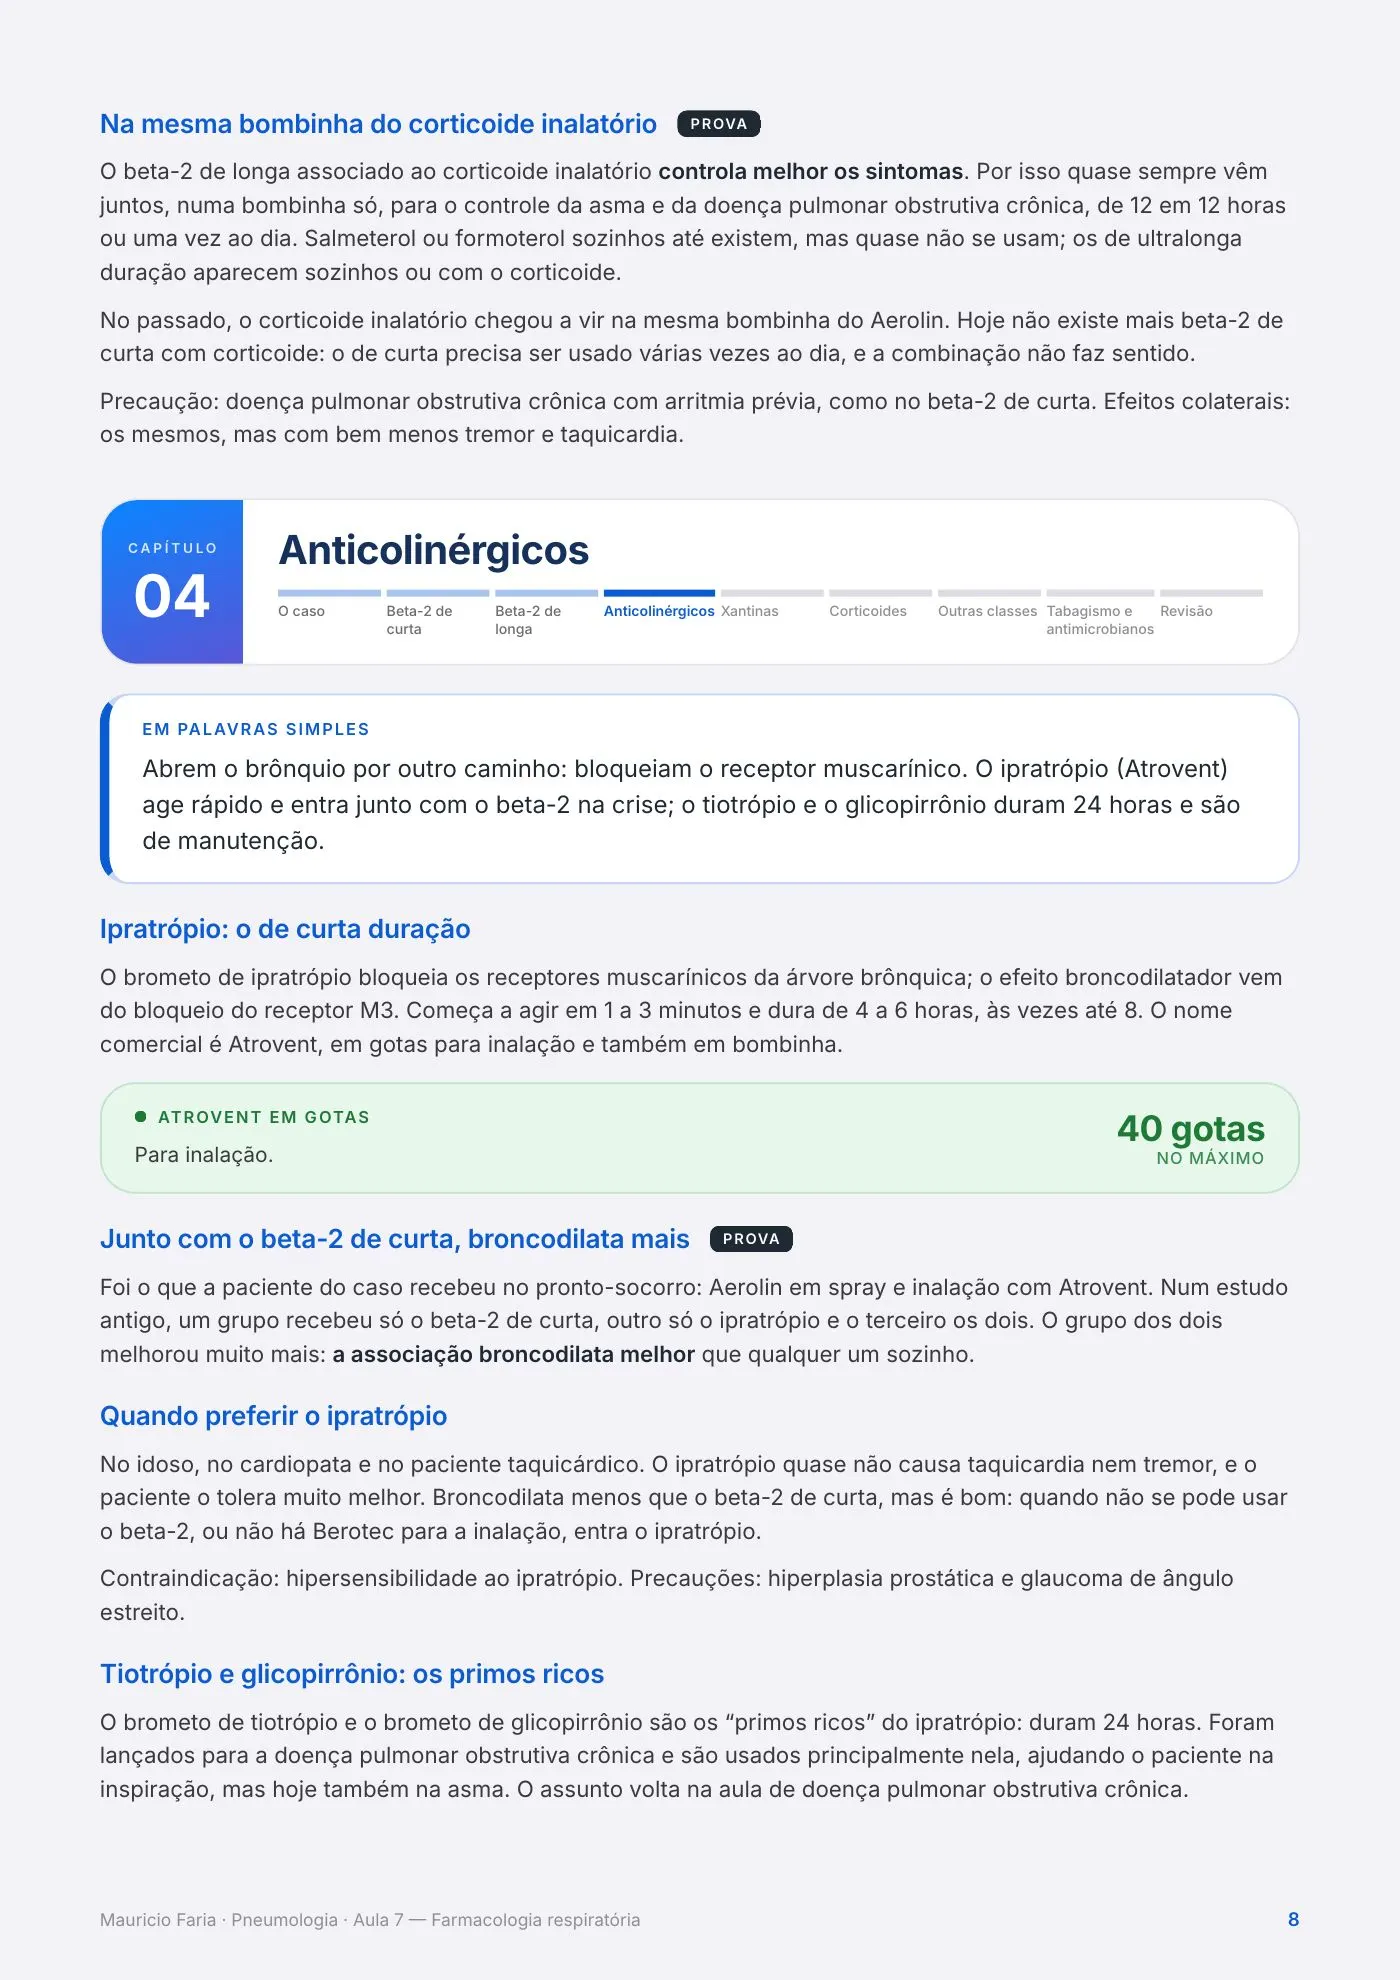 Na mesma bombinha do corticoide inalatório PROVA
O beta-2 de longa associado ao corticoide inalatório controla melhor os sintomas. Por isso quase sempre vêm
juntos, numa bombinha só, para o controle da asma e da doença pulmonar obstrutiva crônica, de 12 em 12 horas
ou uma vez ao dia. Salmeterol ou formoterol sozinhos até existem, mas quase não se usam; os de ultralonga
duração aparecem sozinhos ou com o corticoide.
No passado, o corticoide inalatório chegou a vir na mesma bombinha do Aerolin. Hoje não existe mais beta-2 de
curta com corticoide: o de curta precisa ser usado várias vezes ao dia, e a combinação não faz sentido.
Precaução: doença pulmonar obstrutiva crônica com arritmia prévia, como no beta-2 de curta. Efeitos colaterais:
os mesmos, mas com bem menos tremor e taquicardia.
CAPÍTULO
04
Anticolinérgicos
O caso
Beta-2 de
curta
Beta-2 de
longa
Anticolinérgicos
Xantinas
Corticoides
Outras classes
Tabagismo e
antimicrobianos
Revisão
EM PALAVRAS SIMPLES
Abrem o brônquio por outro caminho: bloqueiam o receptor muscarínico. O ipratrópio (Atrovent)
age rápido e entra junto com o beta-2 na crise; o tiotrópio e o glicopirrônio duram 24 horas e são
de manutenção.
Ipratrópio: o de curta duração
O brometo de ipratrópio bloqueia os receptores muscarínicos da árvore brônquica; o efeito broncodilatador vem
do bloqueio do receptor M3. Começa a agir em 1 a 3 minutos e dura de 4 a 6 horas, às vezes até 8. O nome
comercial é Atrovent, em gotas para inalação e também em bombinha.
ATROVENT EM GOTAS
Para inalação.
40 gotas
NO MÁXIMO
Junto com o beta-2 de curta, broncodilata mais PROVA
Foi o que a paciente do caso recebeu no pronto-socorro: Aerolin em spray e inalação com Atrovent. Num estudo
antigo, um grupo recebeu só o beta-2 de curta, outro só o ipratrópio e o terceiro os dois. O grupo dos dois
melhorou muito mais: a associação broncodilata melhor que qualquer um sozinho.
Quando preferir o ipratrópio
No idoso, no cardiopata e no paciente taquicárdico. O ipratrópio quase não causa taquicardia nem tremor, e o
paciente o tolera muito melhor. Broncodilata menos que o beta-2 de curta, mas é bom: quando não se pode usar
o beta-2, ou não há Berotec para a inalação, entra o ipratrópio.
Contraindicação: hipersensibilidade ao ipratrópio. Precauções: hiperplasia prostática e glaucoma de ângulo
estreito.
Tiotrópio e glicopirrônio: os primos ricos
O brometo de tiotrópio e o brometo de glicopirrônio são os “primos ricos” do ipratrópio: duram 24 horas. Foram
lançados para a doença pulmonar obstrutiva crônica e são usados principalmente nela, ajudando o paciente na
inspiração, mas hoje também na asma. O assunto volta na aula de doença pulmonar obstrutiva crônica.
Mauricio Faria · Pneumologia · Aula 7 — Farmacologia respiratória
8